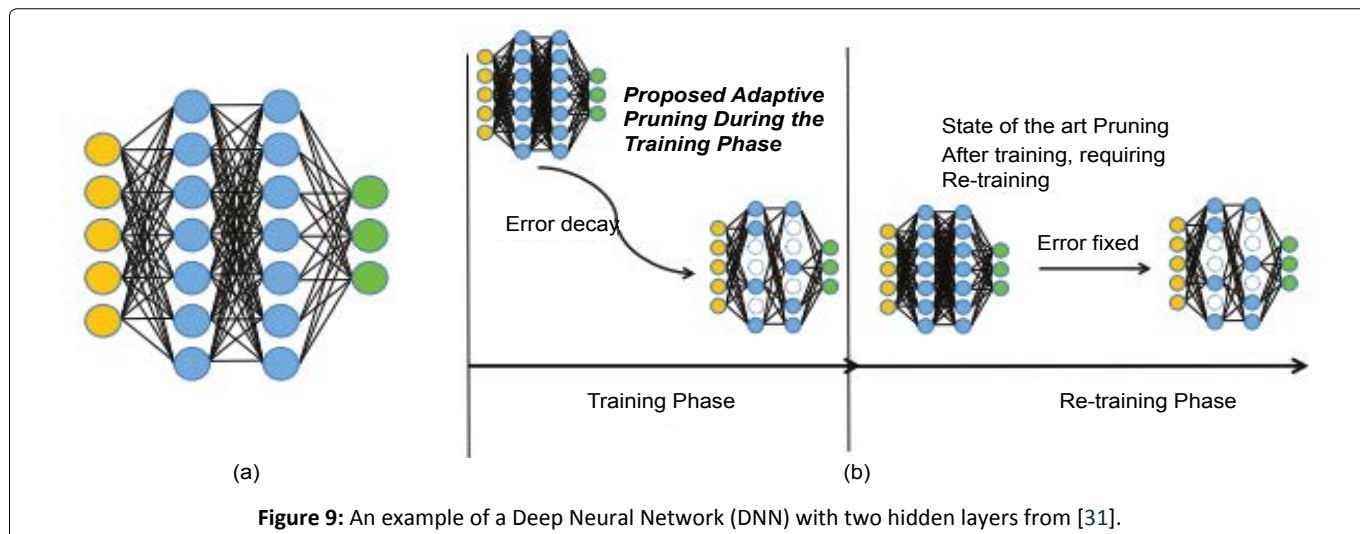 Proposed Adaptive
Pruning During the
Training Phase
Error decay
State of the art Pruning
After training, requiring
Re-training
Error fixed
Training Phase
Re-training Phase
(a)
(b)
Figure 9: An example of a Deep Neural Network (DNN) with two hidden layers from [31].